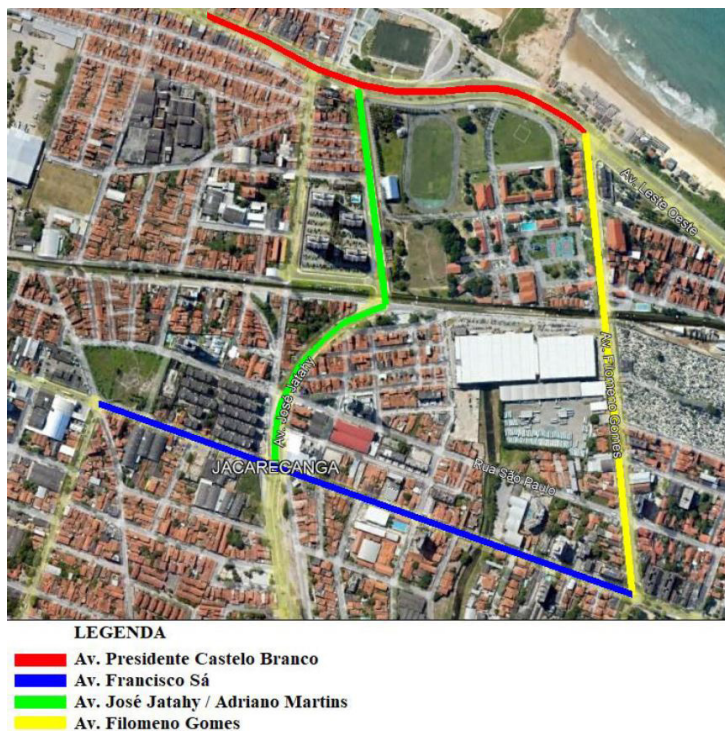 Av. Leste Oeste
Av. Filomeno Gomes
Av. José Jatahy
JACARECANGA
Rua São Paulo
LEGENDA
Av. Presidente Castelo Branco
Av. Francisco Sá
Av. José Jatahy / Adriano Martins
Av. Filomeno Gomes